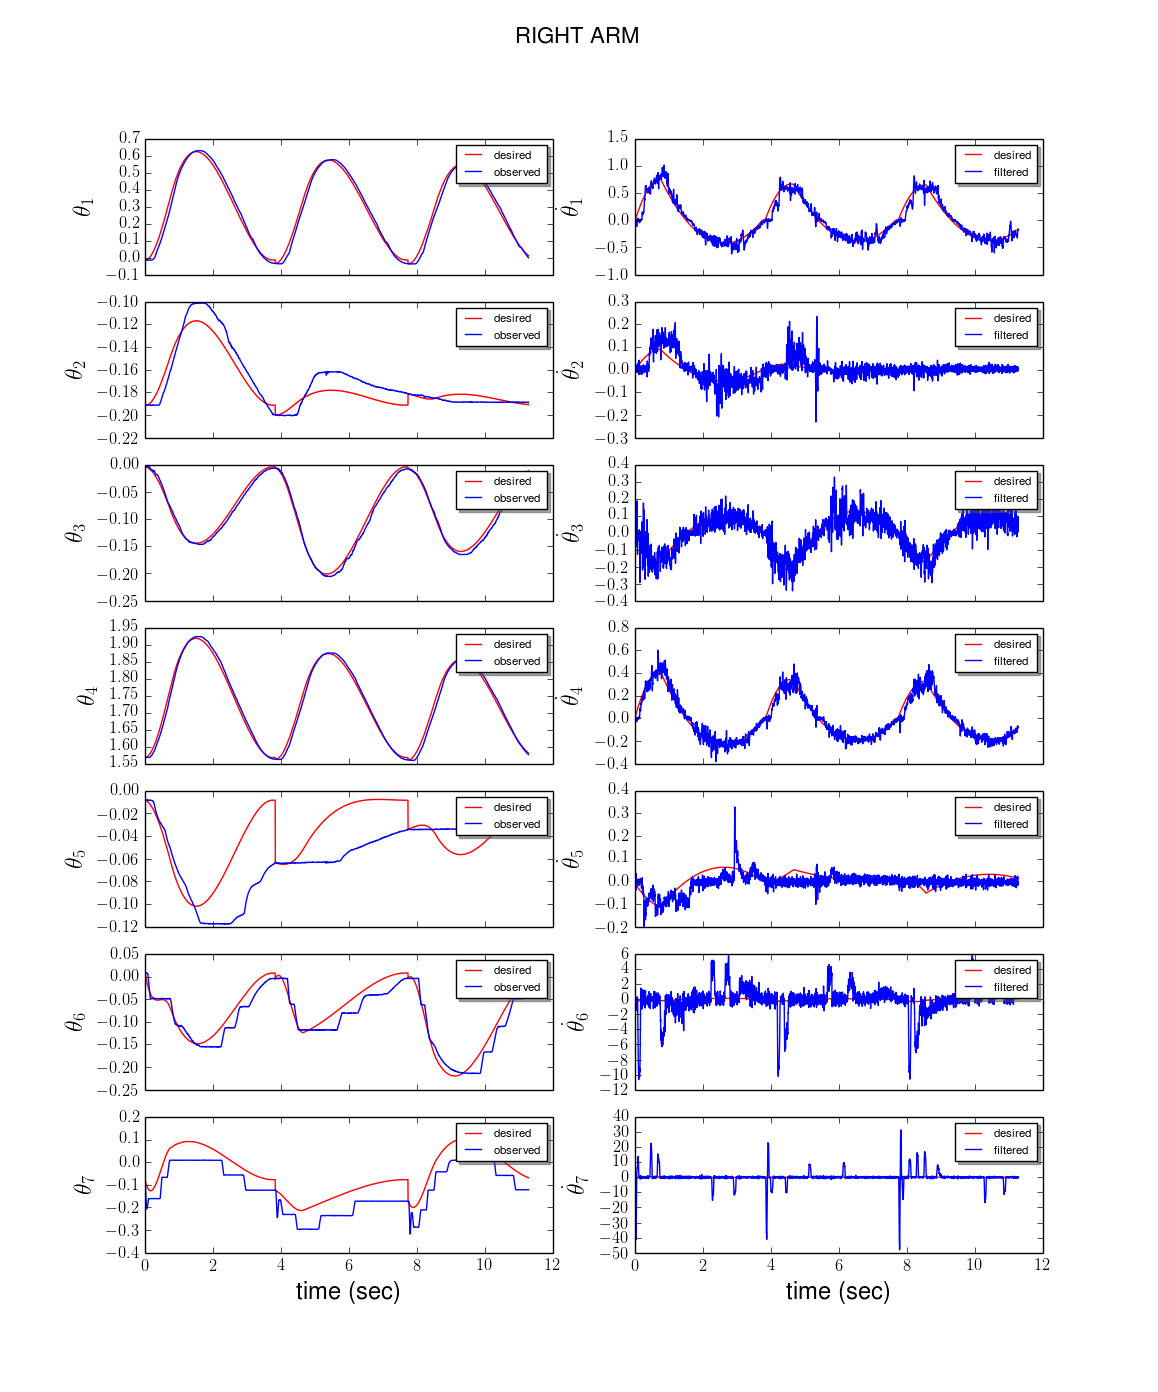 RIGHT ARM
0.7
0.6
0.5
0.4
0.3
0.2
0.1
0.0
−0.1
θ1
desired
observed
1.5
1.0
0.5
0.0
−0.5
−1.0
θ̇1
desired
filtered
−0.10
−0.12
−0.14
−0.16
−0.18
−0.20
−0.22
θ2
desired
observed
0.3
0.2
0.1
0.0
−0.1
−0.2
−0.3
θ̇2
desired
filtered
0.00
−0.05
−0.10
−0.15
−0.20
−0.25
θ3
desired
observed
0.4
0.3
0.2
0.1
0.0
−0.1
−0.2
−0.3
−0.4
θ̇3
desired
filtered
1.95
1.90
1.85
1.80
1.75
1.70
1.65
1.60
1.55
θ4
desired
observed
0.8
0.6
0.4
0.2
0.0
−0.2
−0.4
θ̇4
desired
filtered
0.00
−0.02
−0.04
−0.06
−0.08
−0.10
−0.12
θ5
desired
observed
0.4
0.3
0.2
0.1
0.0
−0.1
−0.2
θ̇5
desired
filtered
0.05
0.00
−0.05
−0.10
−0.15
−0.20
−0.25
θ6
desired
observed
6
4
2
0
−2
−4
−6
−8
−10
−12
θ̇6
desired
filtered
0.2
0.1
0.0
−0.1
−0.2
−0.3
−0.4
θ7
desired
observed
0 2 4 6 8 10 12
time (sec)
40
30
20
10
0
−10
−20
−30
−40
−50
θ̇7
desired
filtered
0 2 4 6 8 10 12
time (sec)